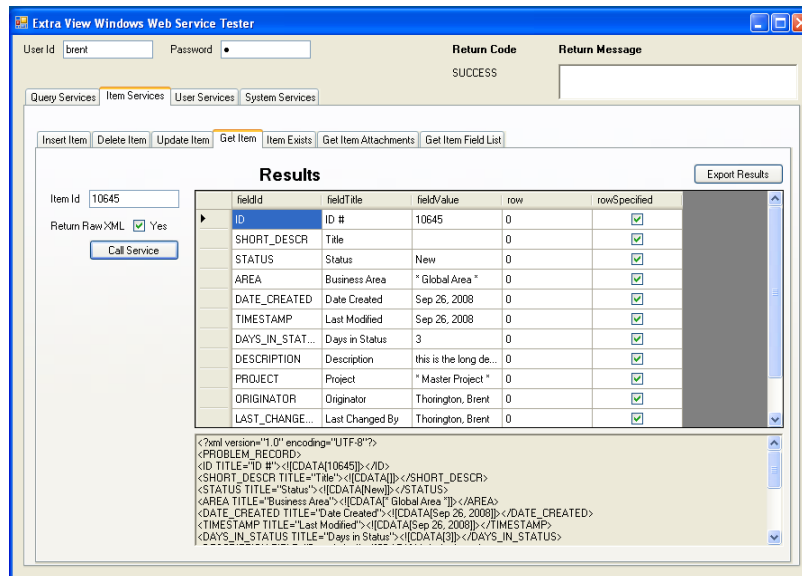 Extra View Windows Web Service Tester
User Id brent Password ● Return Code Return Message
SUCCESS
Query Services Item Services User Services System Services
Insert Item Delete Item Update Item Get Item Item Exists Get Item Attachments Get Item Field List
Results Export Results
Item Id 10645
Return Raw XML Yes
Call Service
fieldId fieldTitle fieldValue row rowSpecified
ID ID # 10645 0
SHORT_DESCR Title 0
STATUS Status New 0
AREA Business Area * Global Area * 0
DATE_CREATED Date Created Sep 26, 2008 0
TIMESTAMP Last Modified Sep 26, 2008 0
DAYS_IN_STAT... Days in Status 3 0
DESCRIPTION Description this is the long de... 0
PROJECT Project * Master Project * 0
ORIGINATOR Originator Thorington, Brent 0
LAST_CHANGE... Last Changed By Thorington, Brent 0
<?xml version="1.0" encoding="UTF-8"?>
<PROBLEM_RECORD>
<ID TITLE="ID #"><![CDATA[10645]]></ID>
<SHORT_DESCR TITLE="Title"><![CDATA[]]></SHORT_DESCR>
<STATUS TITLE="Status"><![CDATA[New]]></STATUS>
<AREA TITLE="Business Area"><![CDATA[* Global Area *]]></AREA>
<DATE_CREATED TITLE="Date Created"><![CDATA[Sep 26, 2008]]></DATE_CREATED>
<TIMESTAMP TITLE="Last Modified"><![CDATA[Sep 26, 2008]]></TIMESTAMP>
<DAYS_IN_STATUS TITLE="Days in Status"><![CDATA[3]]></DAYS_IN_STATUS>